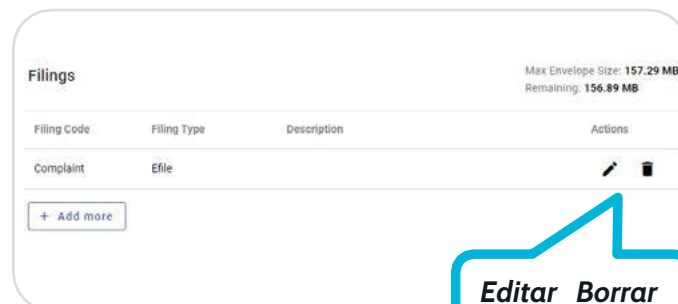 Filings
Max Envelope Size: 157.29 MB
Remaining: 156.89 MB
Filing Code Filing Type Description Actions
Complaint Efile
+ Add more
Editar Borrar